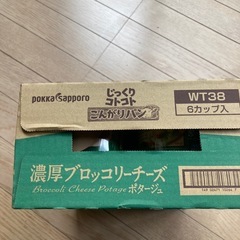 pokka sapporo
じっくり
コトコト
こんがりパン
WT38
6カップ入
濃厚ブロッコリーチーズ
Broccoli Cheese Potage ポタージュ